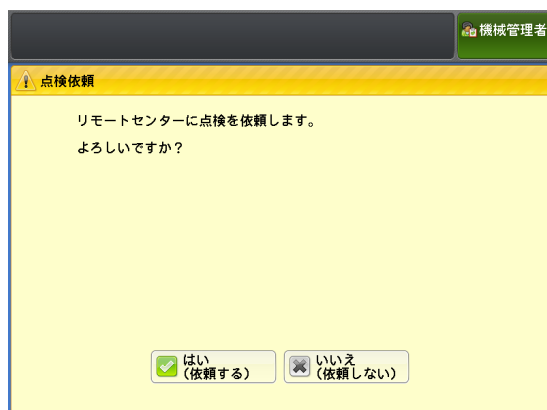 機械管理者
点検依頼
リモートセンターに点検を依頼します。
よろしいですか？
はい
（依頼する）
いいえ
（依頼しない）